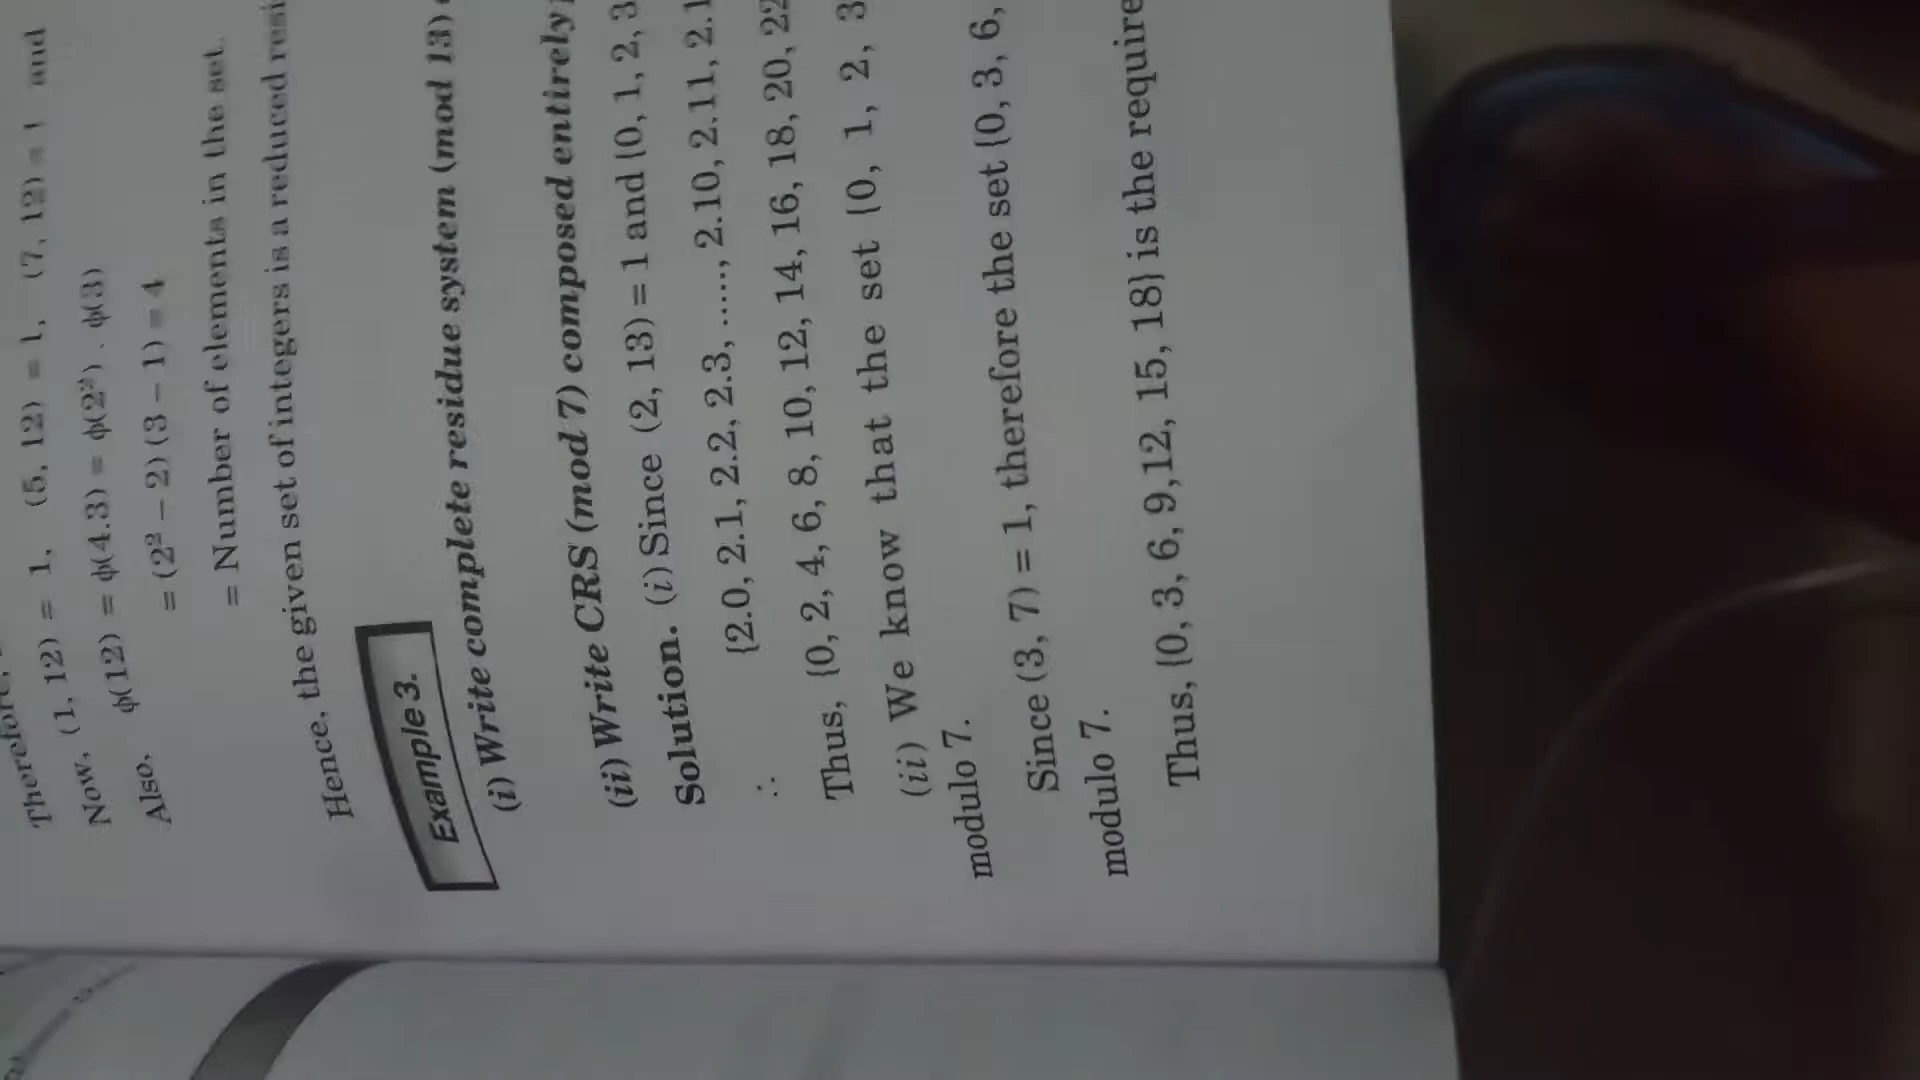 Therefore,
Now, (1, 12) = 1, (5, 12) = 1, (7, 12) = 1 and
Also, φ(12) = φ(4.3) = φ(2²) . φ(3)
= (2² – 2) (3 – 1) = 4
= Number of elements in the set.
Hence, the given set of integers is a reduced resi
Example 3.
(i) Write complete residue system (mod 13)
(ii) Write CRS (mod 7) composed entirely
Solution. (i) Since (2, 13) = 1 and {0, 1, 2, 3
∴ {2.0, 2.1, 2.2, 2.3, ......, 2.10, 2.11, 2.1
Thus, {0, 2, 4, 6, 8, 10, 12, 14, 16, 18, 20, 22
(ii) We know that the set {0, 1, 2, 3
modulo 7.
Since (3, 7) = 1, therefore the set {0, 3, 6,
modulo 7.
Thus, {0, 3, 6, 9,12, 15, 18} is the require